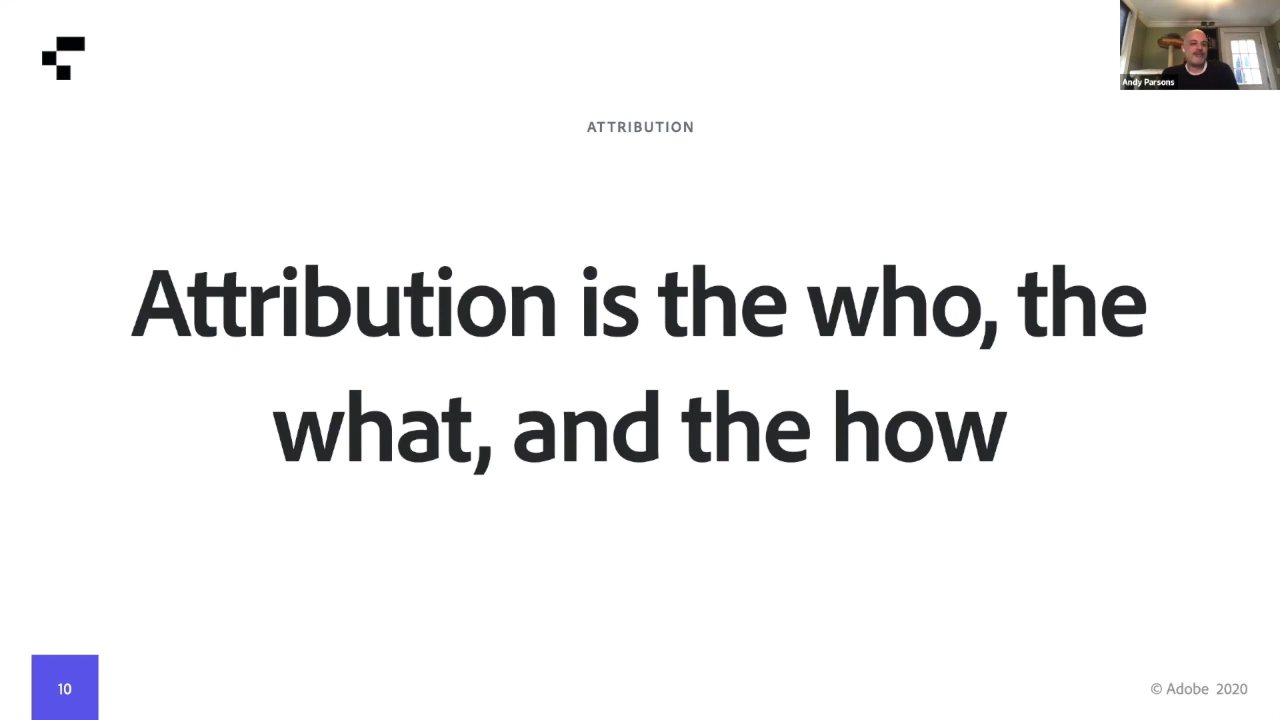 Andy Parsons
ATTRIBUTION
Attribution is the who, the
what, and the how
10
© Adobe 2020